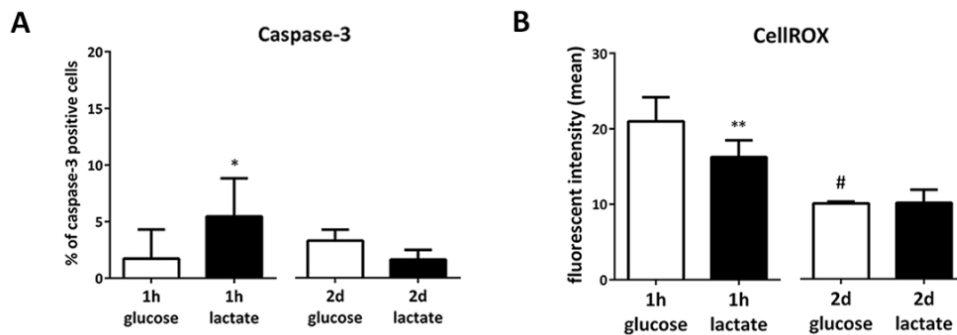 A
Caspase-3
% of caspase-3 positive cells
20
15
10
5
0
*
1h
glucose
1h
lactate
2d
glucose
2d
lactate
B
CellROX
fluorescent intensity (mean)
30
20
10
0
**
#
1h
glucose
1h
lactate
2d
glucose
2d
lactate